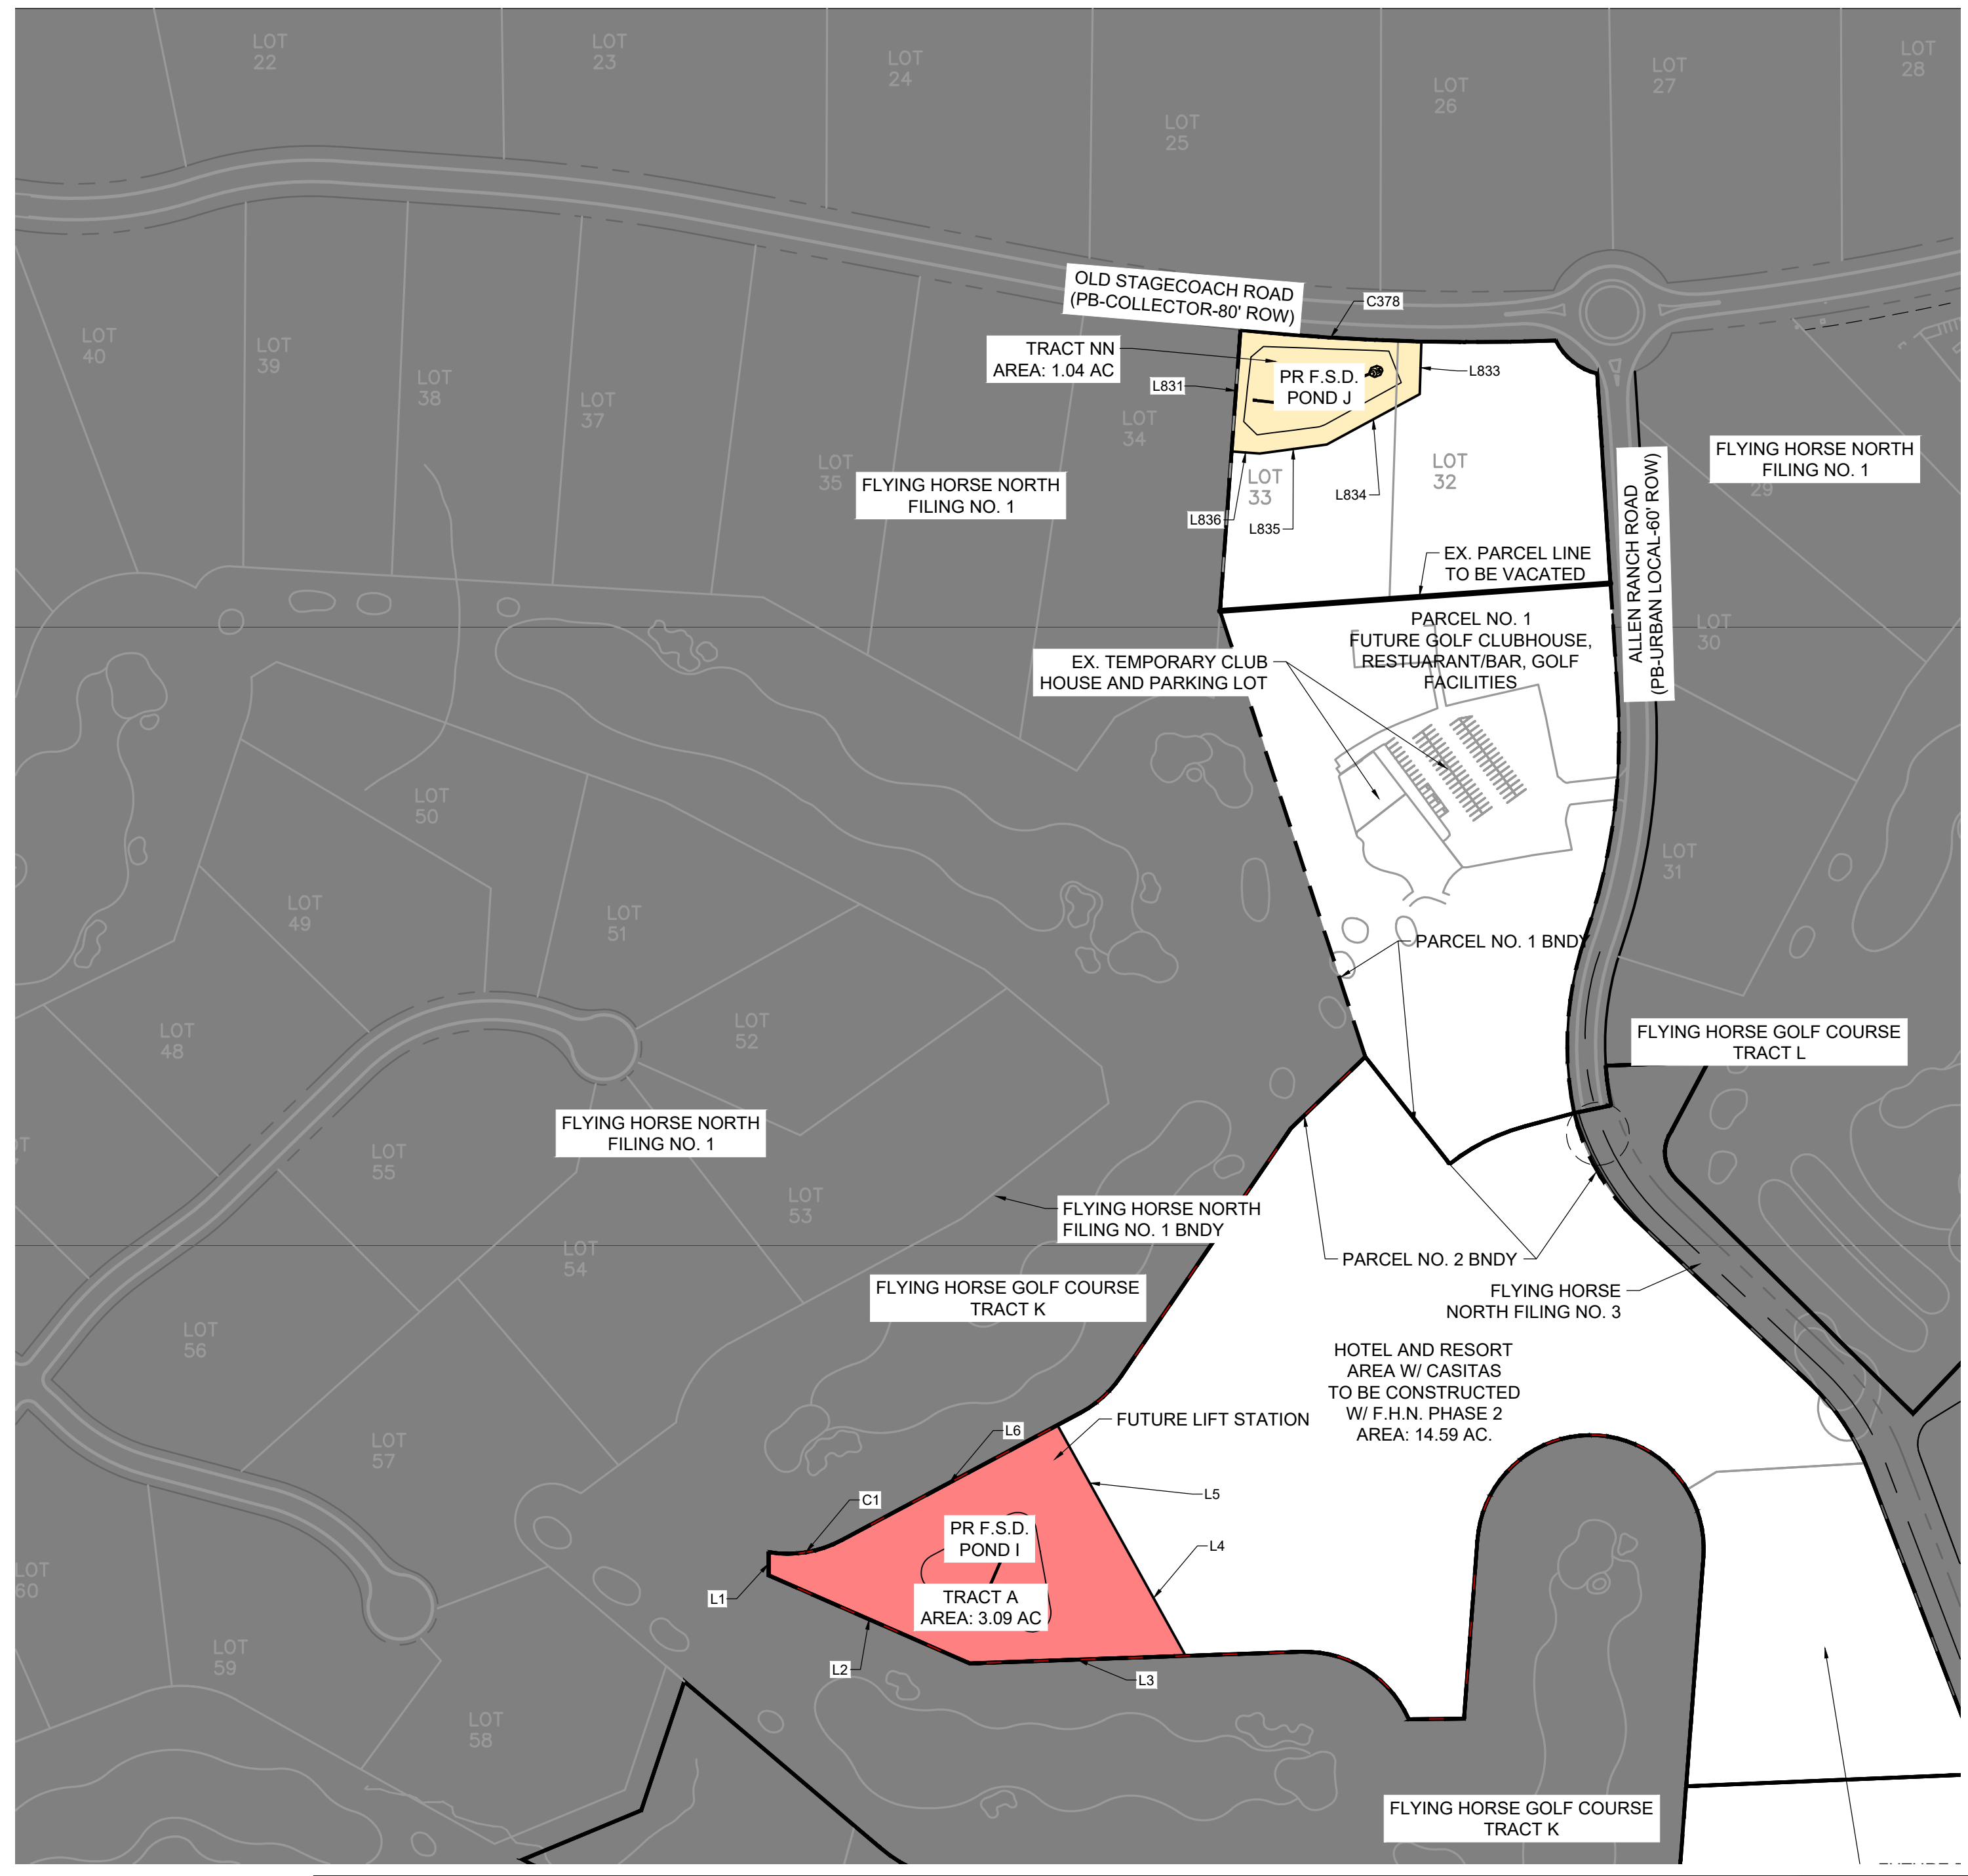 LOT
22
LOT
23
LOT
24
LOT
25
LOT
26
LOT
27
LOT
28
OLD STAGECOACH ROAD
(PB-COLLECTOR-80' ROW)
C378
TRACT NN
AREA: 1.04 AC
L831
PR F.S.D.
POND J
L833
LOT
40
LOT
39
LOT
38
LOT
37
LOT
34
LOT
35
FLYING HORSE NORTH
FILING NO. 1
LOT
33
LOT
32
L834
L836
L835
FLYING HORSE NORTH
FILING NO. 1
29
ALLEN RANCH ROAD
(PB-URBAN LOCAL-60' ROW)
EX. PARCEL LINE
TO BE VACATED
PARCEL NO. 1
FUTURE GOLF CLUBHOUSE,
RESTUARANT/BAR, GOLF
FACILITIES
LOT
30
EX. TEMPORARY CLUB
HOUSE AND PARKING LOT
LOT
50
LOT
31
LOT
49
LOT
51
PARCEL NO. 1 BNDY
LOT
48
LOT
52
FLYING HORSE GOLF COURSE
TRACT L
FLYING HORSE NORTH
FILING NO. 1
LOT
55
LOT
53
FLYING HORSE NORTH
FILING NO. 1 BNDY
LOT
54
PARCEL NO. 2 BNDY
FLYING HORSE GOLF COURSE
TRACT K
FLYING HORSE
NORTH FILING NO. 3
LOT
56
HOTEL AND RESORT
AREA W/ CASITAS
TO BE CONSTRUCTED
W/ F.H.N. PHASE 2
AREA: 14.59 AC.
FUTURE LIFT STATION
L6
LOT
57
L5
C1
PR F.S.D.
POND I
L4
LOT
60
L1
TRACT A
AREA: 3.09 AC
LOT
59
L2
L3
LOT
58
FLYING HORSE GOLF COURSE
TRACT K